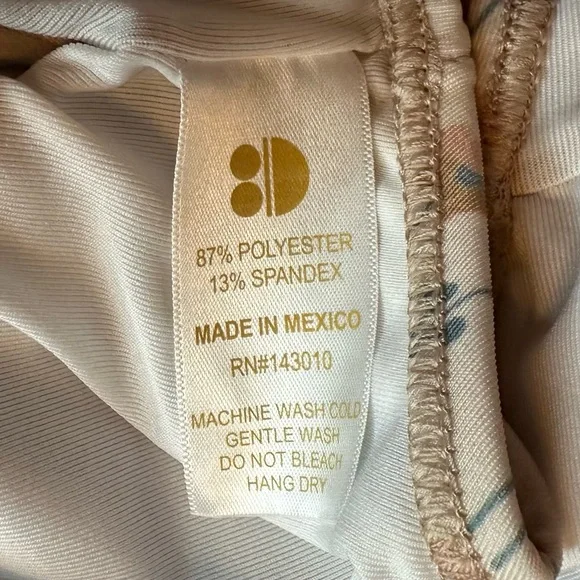 87% POLYESTER
13% SPANDEX
MADE IN MEXICO
RN#143010
MACHINE WASH COLD
GENTLE WASH
DO NOT BLEACH
HANG DRY